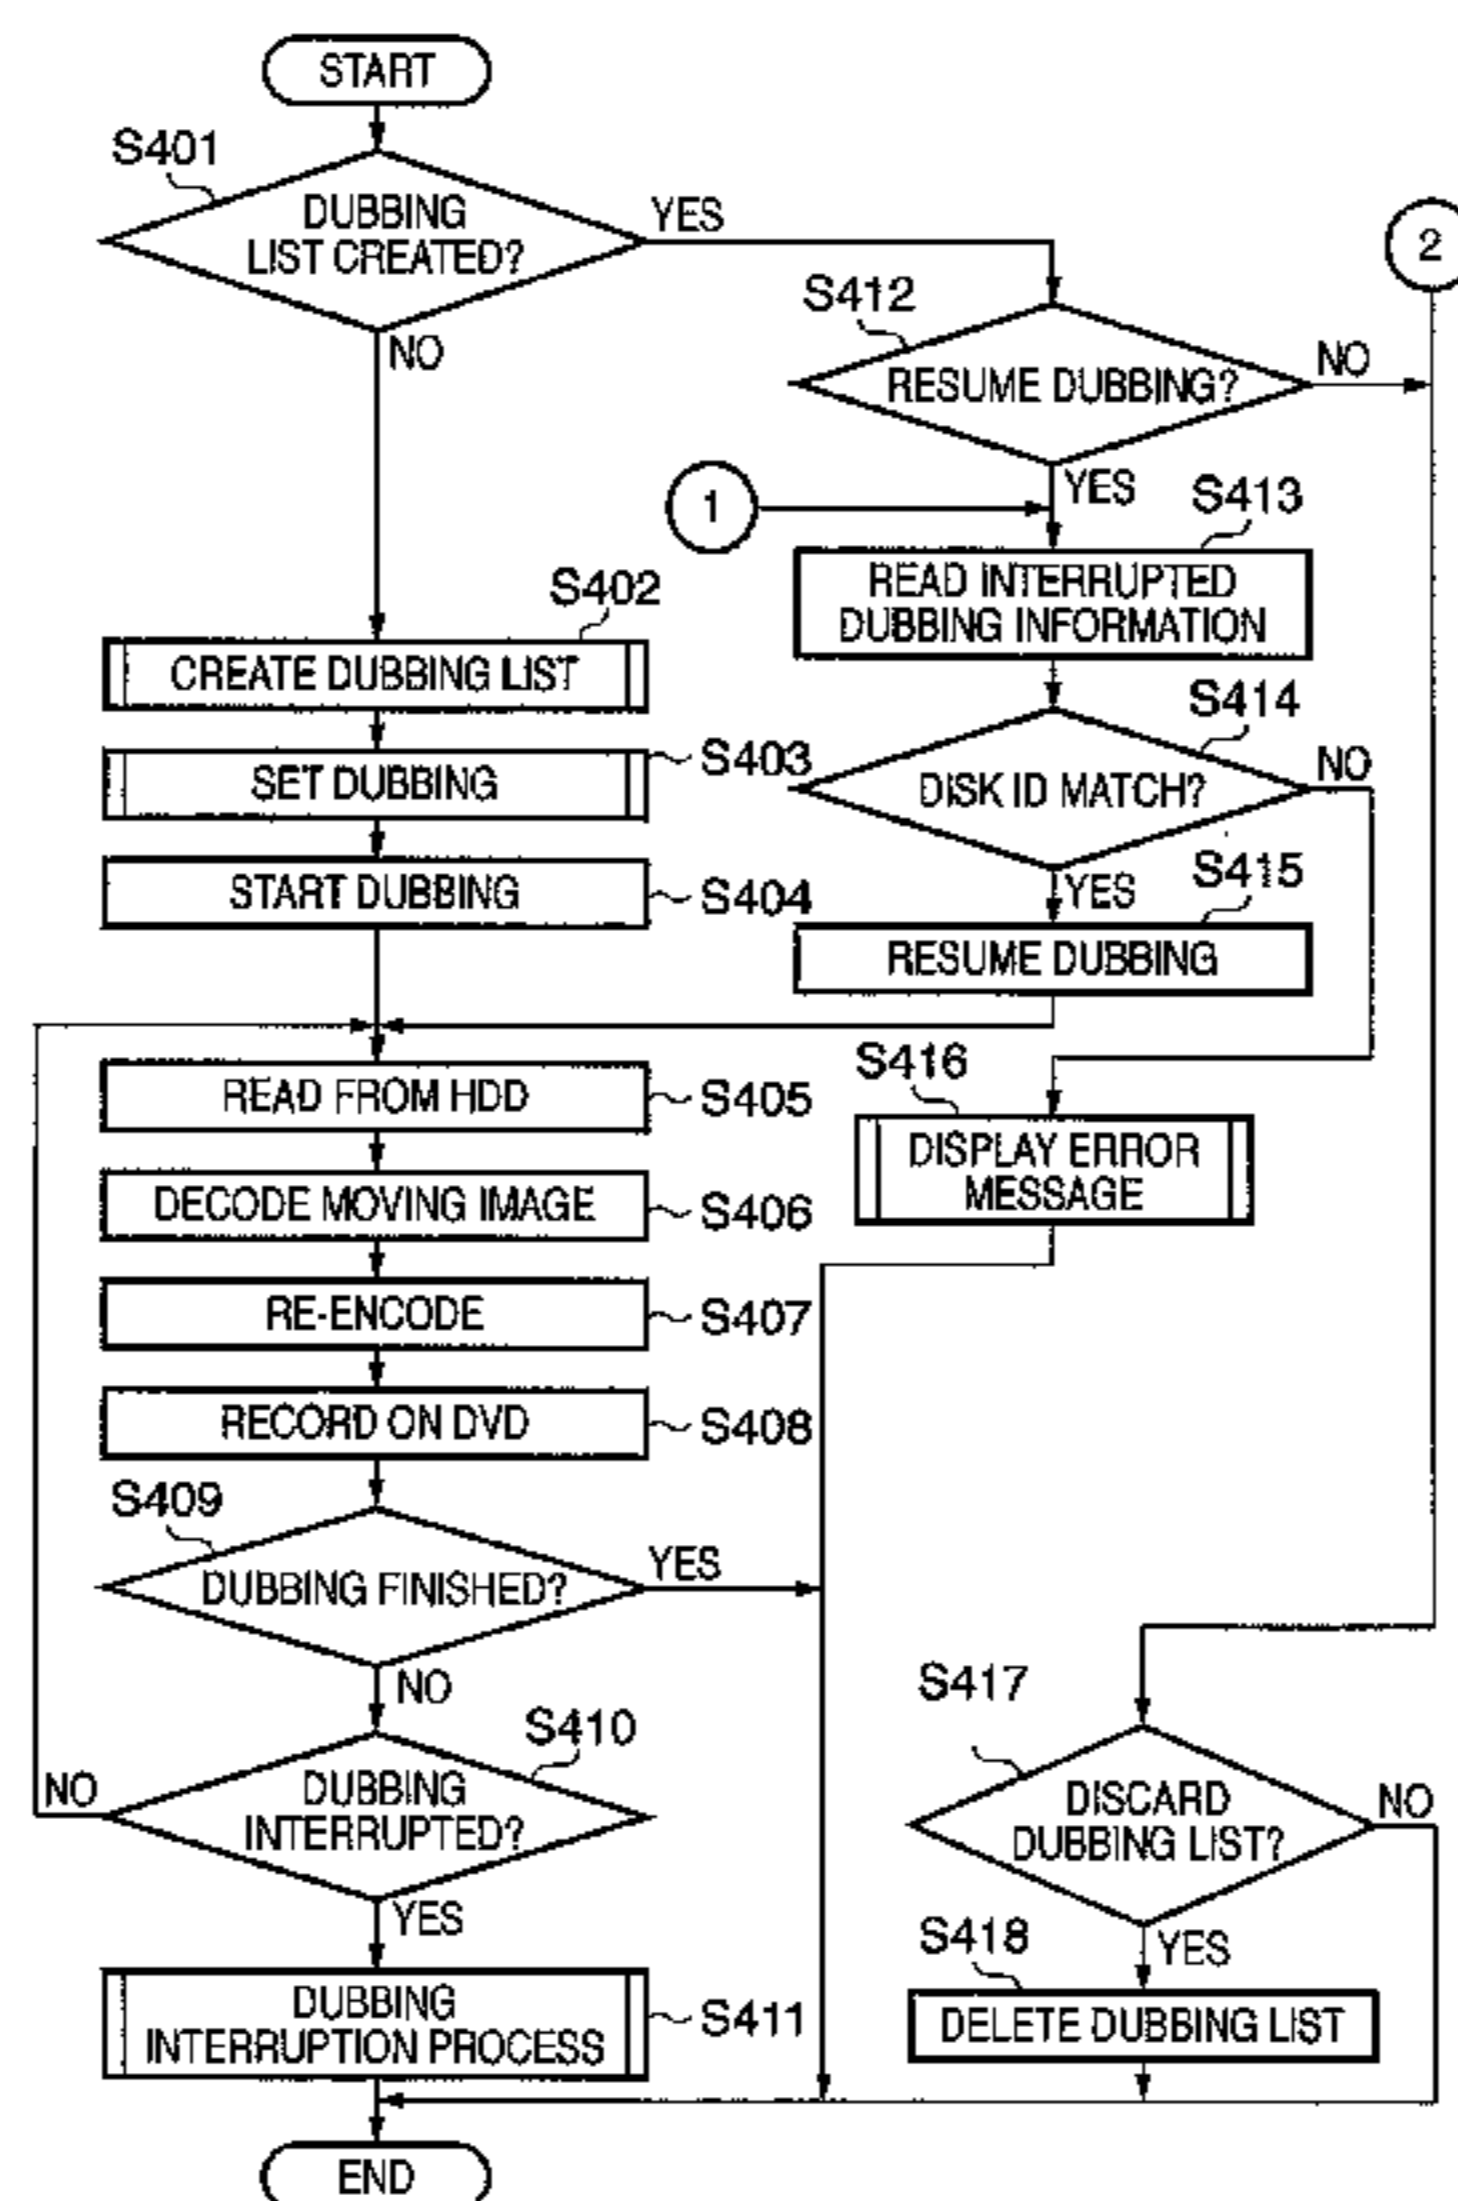 START
S401
DUBBING
LIST CREATED?
YES
NO
2
S412
RESUME DUBBING?
NO
YES
1
S413
READ INTERRUPTED
DUBBING INFORMATION
S402
CREATE DUBBING LIST
S403
SET DUBBING
S404
START DUBBING
S414
DISK ID MATCH?
NO
YES
S415
RESUME DUBBING
S405
READ FROM HDD
S416
DISPLAY ERROR
MESSAGE
S406
DECODE MOVING IMAGE
S407
RE-ENCODE
S408
RECORD ON DVD
S409
DUBBING FINISHED?
YES
NO
S410
DUBBING
INTERRUPTED?
NO
YES
S411
DUBBING
INTERRUPTION PROCESS
S417
DISCARD
DUBBING LIST?
NO
YES
S418
DELETE DUBBING LIST
END